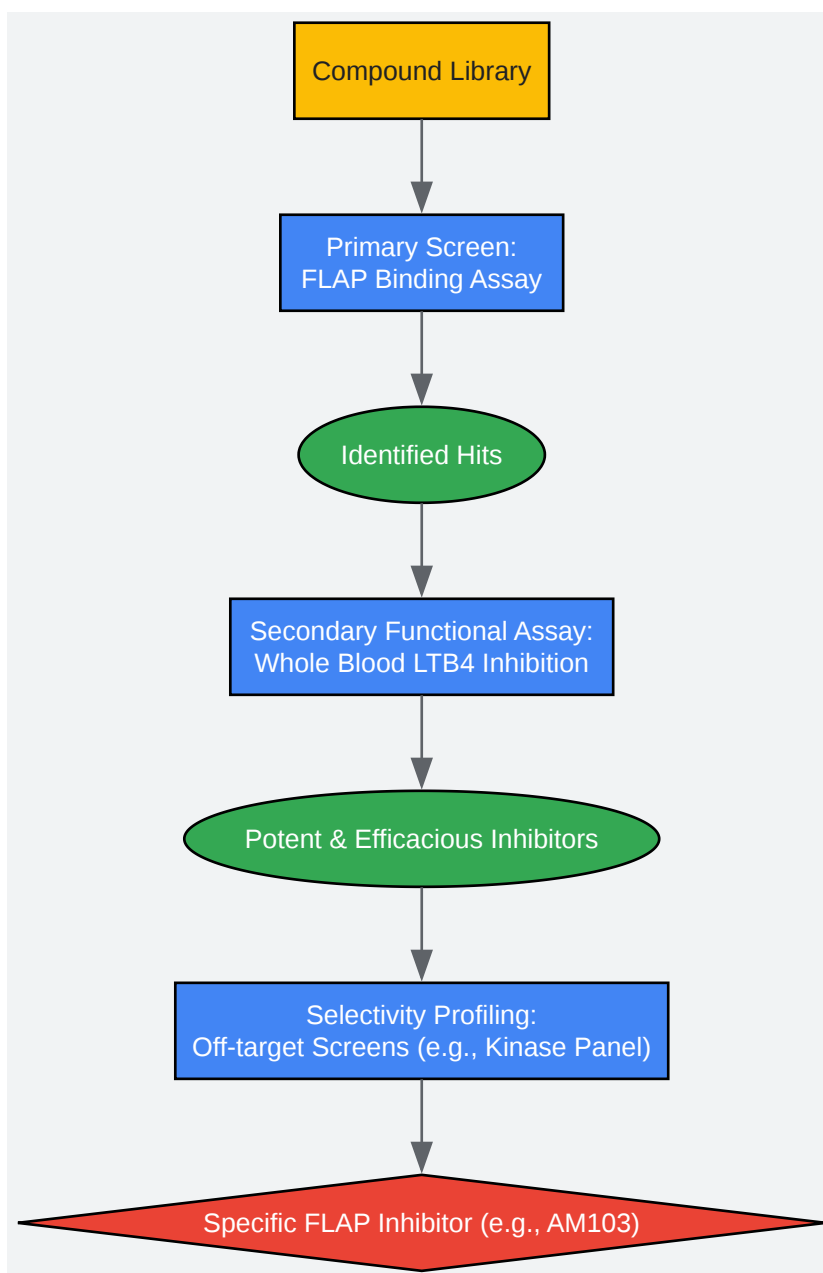 Compound Library
Primary Screen:
FLAP Binding Assay
Identified Hits
Secondary Functional Assay:
Whole Blood LTB4 Inhibition
Potent & Efficacious Inhibitors
Selectivity Profiling:
Off-target Screens (e.g., Kinase Panel)
Specific FLAP Inhibitor (e.g., AM103)